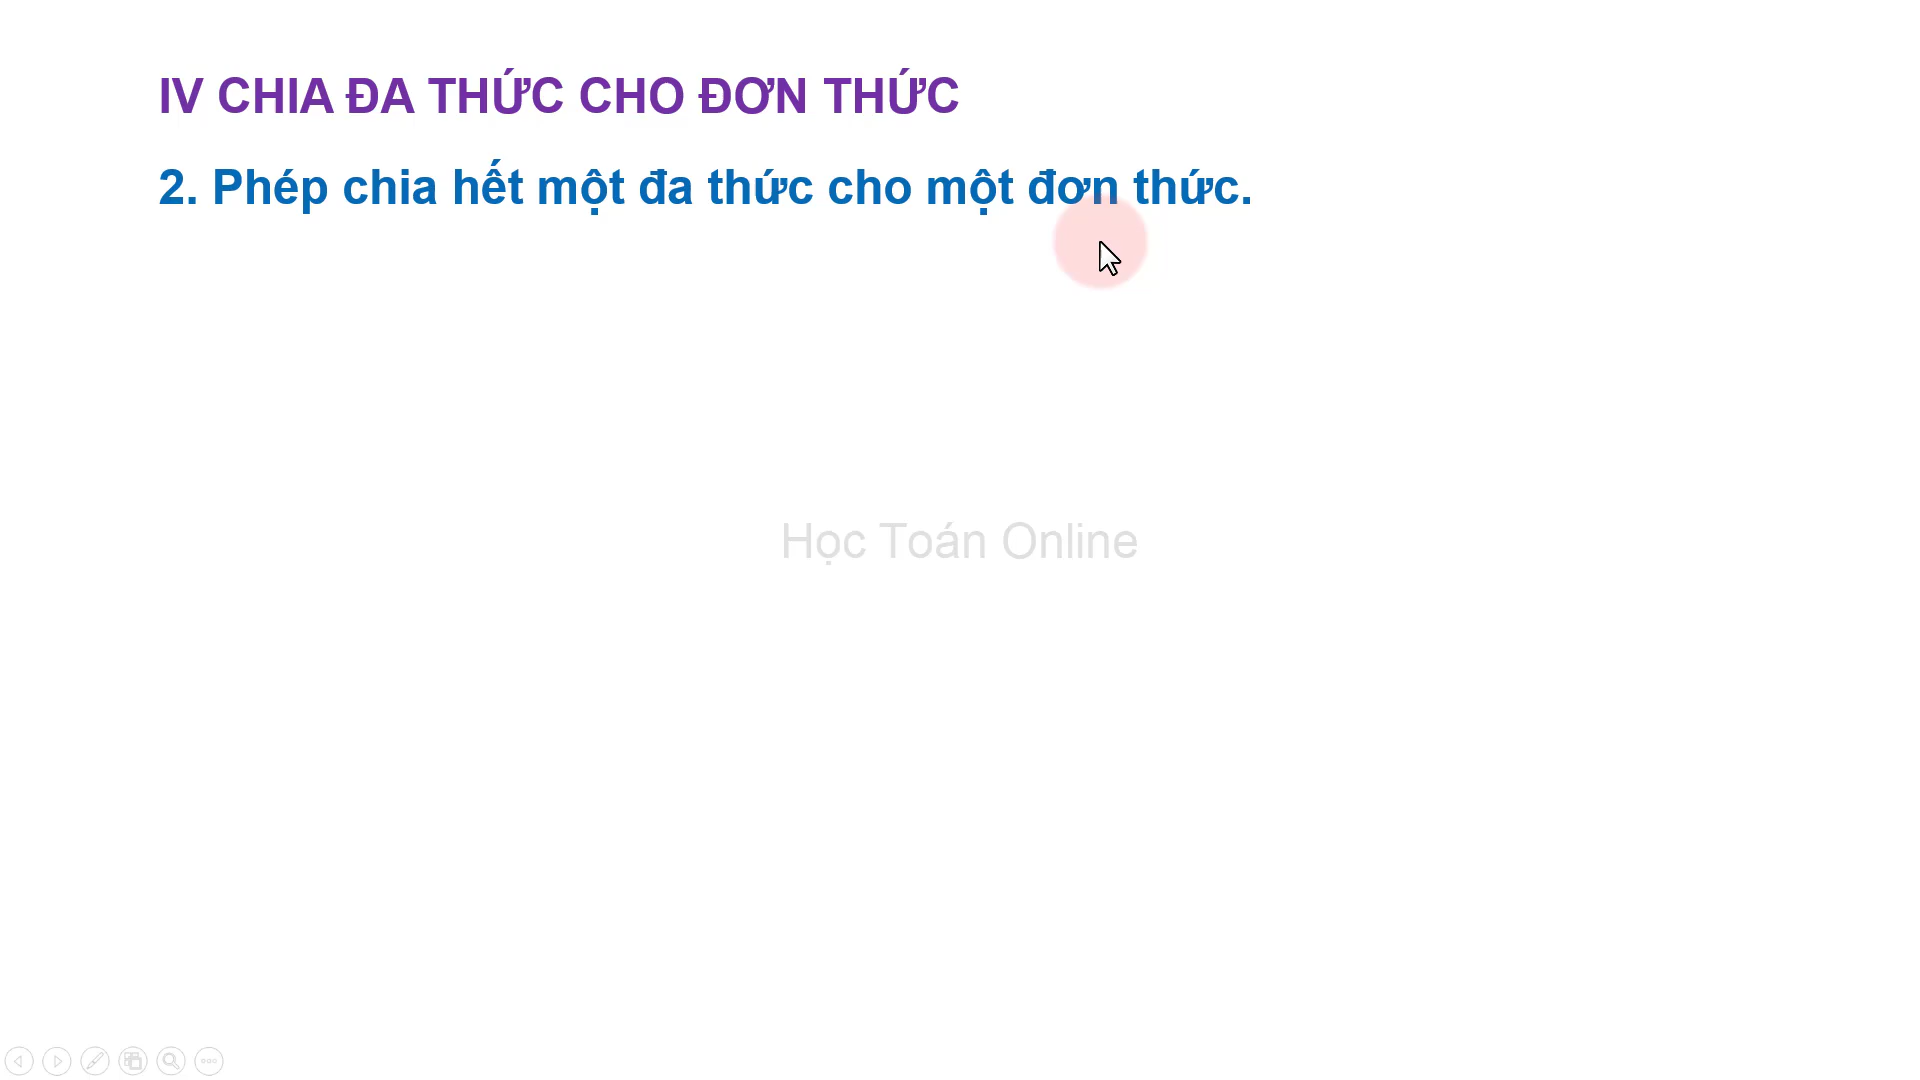 IV CHIA ĐA THỨC CHO ĐƠN THỨC
2. Phép chia hết một đa thức cho một đơn thức.
Học Toán Online